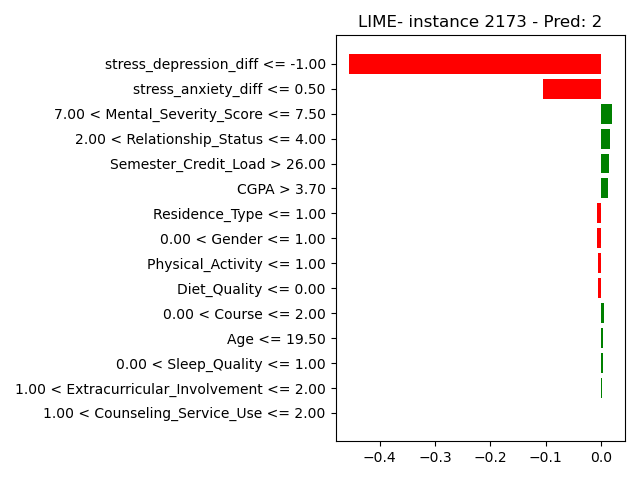 LIME- instance 2173 - Pred: 2
stress_depression_diff <= -1.00
stress_anxiety_diff <= 0.50
7.00 < Mental_Severity_Score <= 7.50
2.00 < Relationship_Status <= 4.00
Semester_Credit_Load > 26.00
CGPA > 3.70
Residence_Type <= 1.00
0.00 < Gender <= 1.00
Physical_Activity <= 1.00
Diet_Quality <= 0.00
0.00 < Course <= 2.00
Age <= 19.50
0.00 < Sleep_Quality <= 1.00
1.00 < Extracurricular_Involvement <= 2.00
1.00 < Counseling_Service_Use <= 2.00
−0.4 −0.3 −0.2 −0.1 0.0